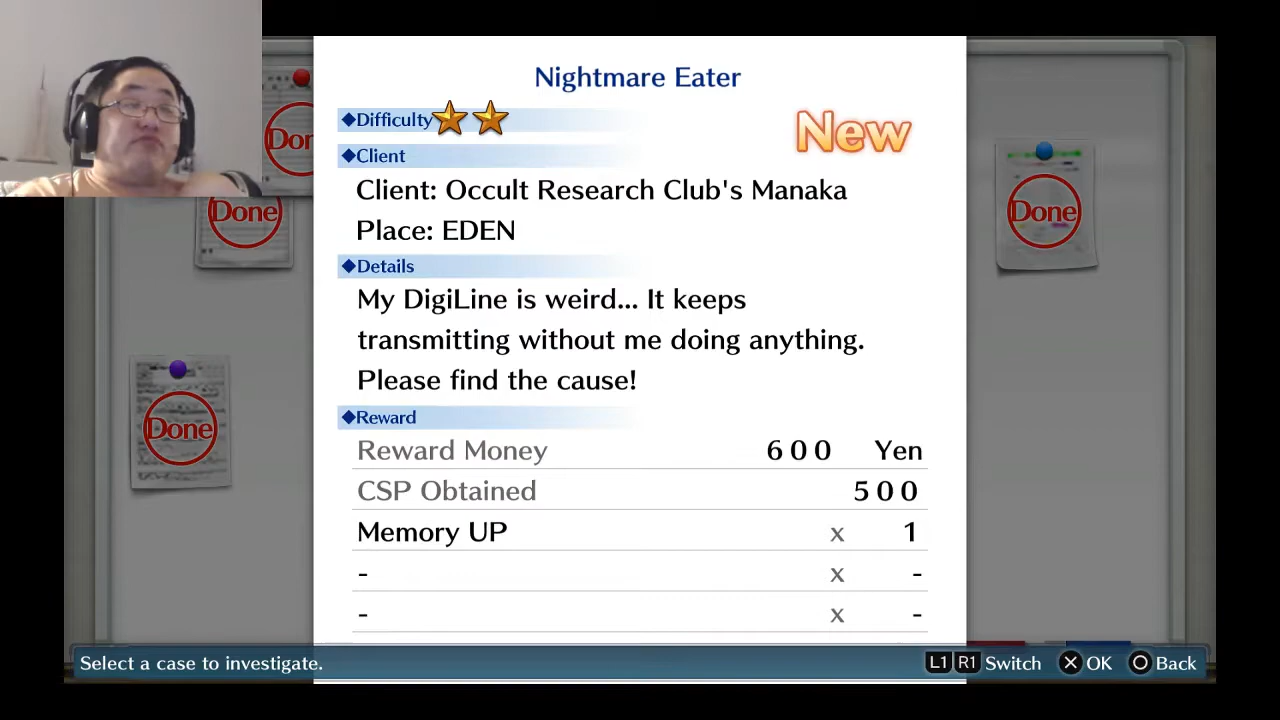 Nightmare Eater
◆Difficulty
New
◆Client
Client: Occult Research Club's Manaka
Place: EDEN
◆Details
My DigiLine is weird... It keeps
transmitting without me doing anything.
Please find the cause!
◆Reward
Reward Money 600 Yen
CSP Obtained 500
Memory UP x 1
- x -
- x -
Done
Done
Done
Select a case to investigate.
L1 R1 Switch OK Back